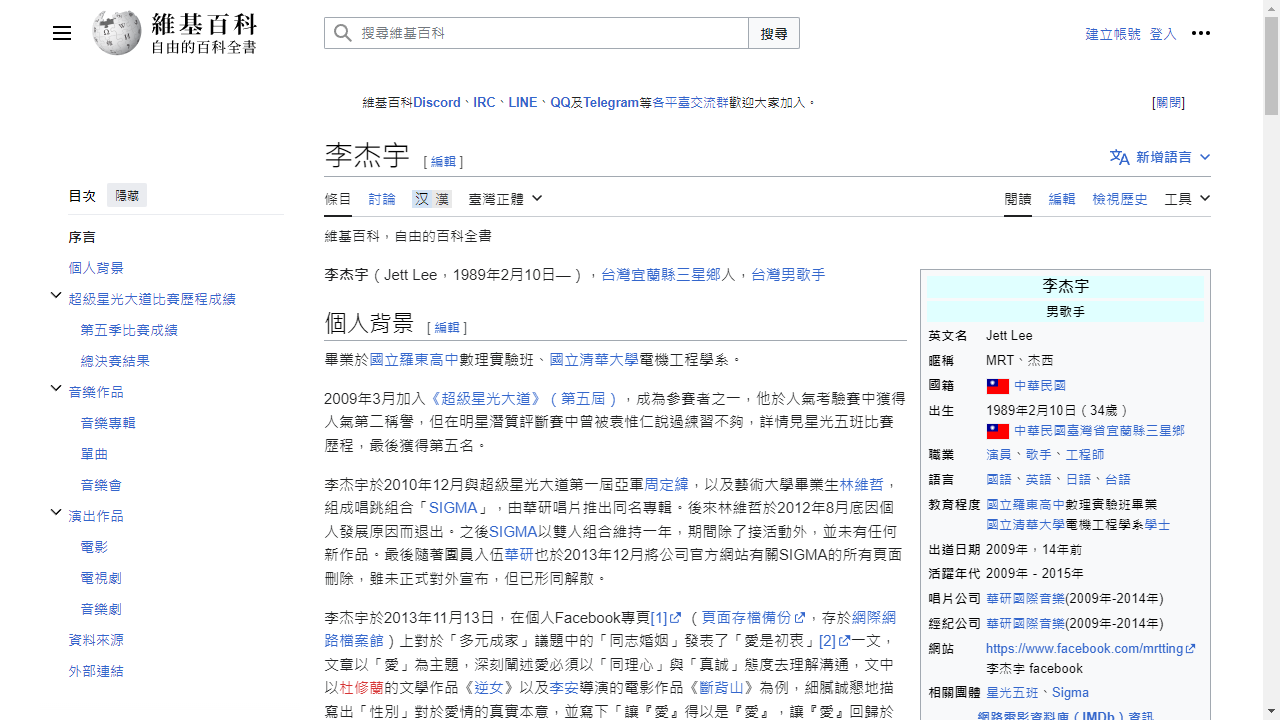 維基百科
自由的百科全書
搜尋維基百科
搜尋
建立帳號 登入
維基百科Discord、IRC、LINE、QQ及Telegram等各平臺交流群歡迎大家加入。
[關閉]
李杰宇
[ 編輯 ]
新增語言
目次 隱藏
條目 討論 汉 漢 臺灣正體
閱讀 編輯 檢視歷史 工具
維基百科，自由的百科全書
序言
個人背景
超級星光大道比賽歷程成績
第五季比賽成績
總決賽結果
音樂作品
音樂專輯
單曲
音樂會
演出作品
電影
電視劇
音樂劇
資料來源
外部連結
李杰宇（Jett Lee，1989年2月10日—），台灣宜蘭縣三星鄉人，台灣男歌手
個人背景 [ 編輯 ]
畢業於國立羅東高中數理實驗班、國立清華大學電機工程學系。
2009年3月加入《超級星光大道》（第五屆），成為參賽者之一，他於人氣考驗賽中獲得
人氣第二稱譽，但在明星潛質評斷賽中曾被袁惟仁說過練習不夠，詳情見星光五班比賽
歷程，最後獲得第五名。
李杰宇於2010年12月與超級星光大道第一屆亞軍周定緯，以及藝術大學畢業生林維哲，
組成唱跳組合「SIGMA」，由華研唱片推出同名專輯。後來林維哲於2012年8月底因個
人發展原因而退出。之後SIGMA以雙人組合維持一年，期間除了接活動外，並未有任何
新作品。最後隨著團員入伍華研也於2013年12月將公司官方網站有關SIGMA的所有頁面
刪除，雖未正式對外宣布，但已形同解散。
李杰宇於2013年11月13日，在個人Facebook專頁[1]（頁面存檔備份，存於網際網
路檔案館）上對於「多元成家」議題中的「同志婚姻」發表了「愛是初衷」[2]一文，
文章以「愛」為主題，深刻闡述愛必須以「同理心」與「真誠」態度去理解溝通，文中
以杜修蘭的文學作品《逆女》以及李安導演的電影作品《斷背山》為例，細膩誠懇地描
寫出「性別」對於愛情的真實本意，並寫下「讓『愛』得以是『愛』，讓『愛』回歸於
李杰宇
男歌手
英文名 Jett Lee
暱稱 MRT、杰西
國籍 中華民國
出生 1989年2月10日（34歲）
中華民國臺灣省宜蘭縣三星鄉
職業 演員、歌手、工程師
語言 國語、英語、日語、台語
教育程度 國立羅東高中數理實驗班畢業
國立清華大學電機工程學系學士
出道日期 2009年，14年前
活躍年代 2009年 - 2015年
唱片公司 華研國際音樂(2009年-2014年)
經紀公司 華研國際音樂(2009年-2014年)
網站 https://www.facebook.com/mrtting
李杰宇 facebook
相關團體 星光五班、Sigma
網路電影資料庫（IMDb）資訊